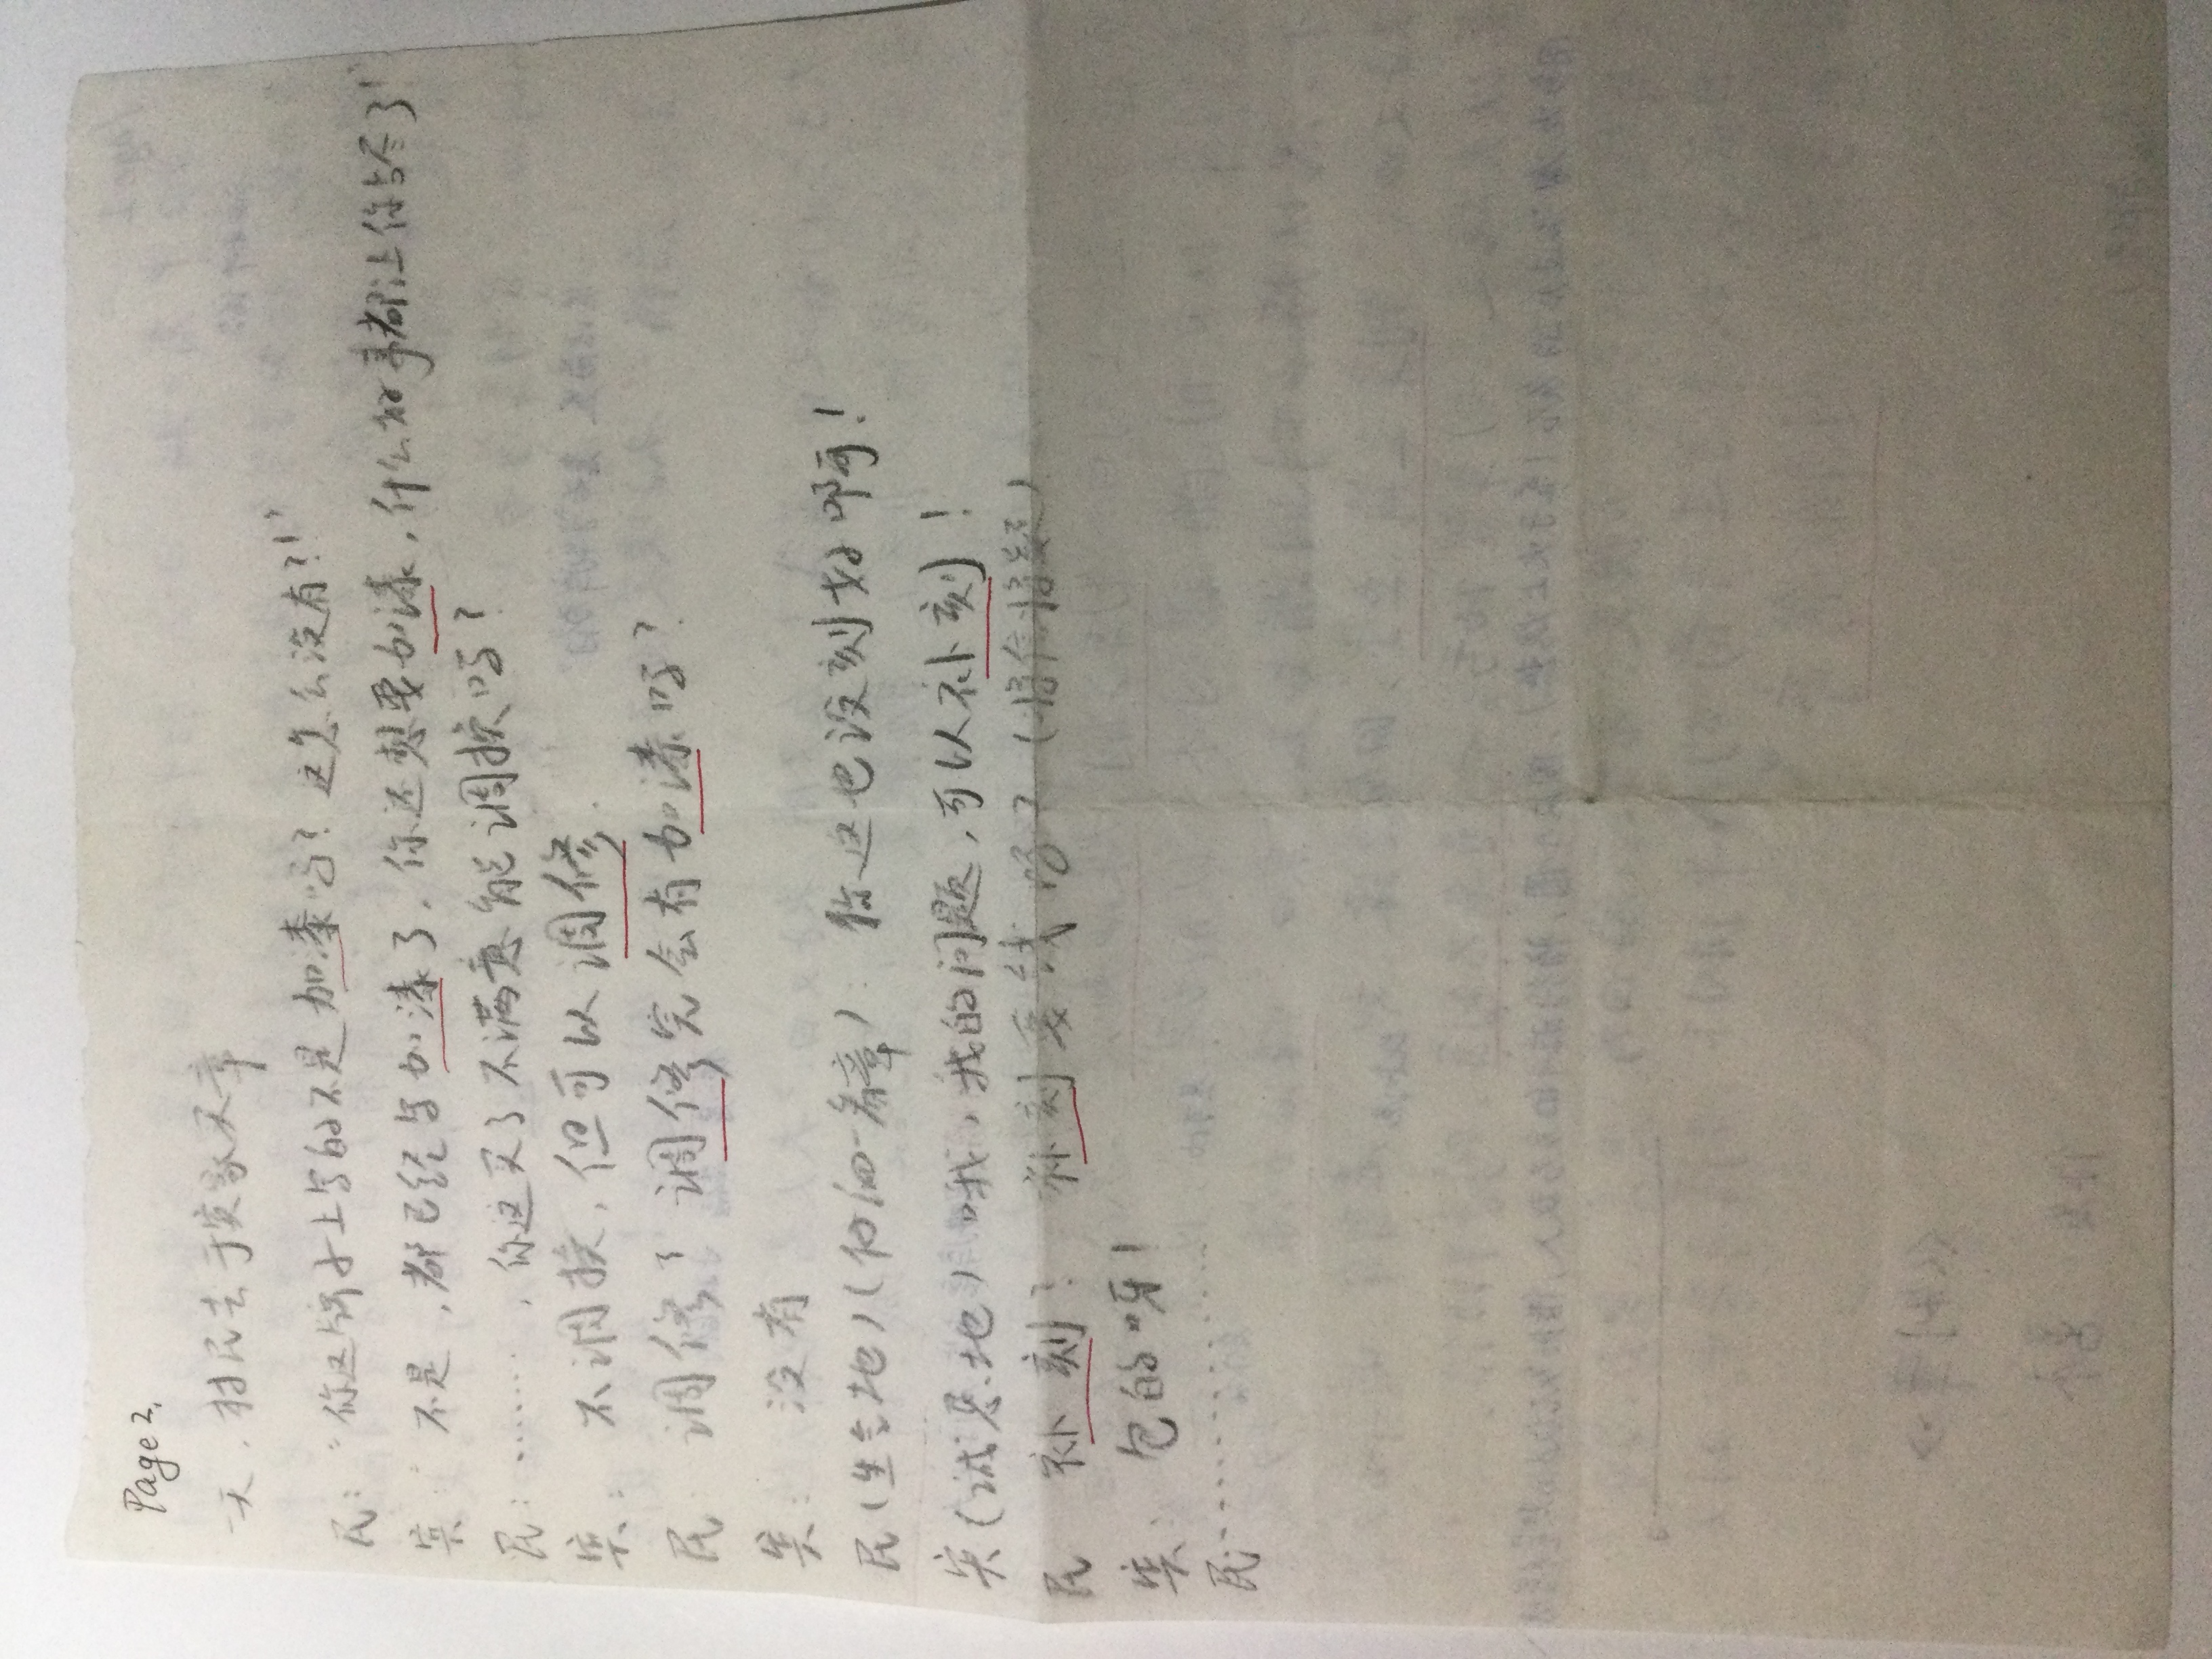 Page 2.
一天，村民去于宾家买章
民："你这牌子上写的不是加漆吗？这怎么没有？!"
宾："不是，都已经写加漆了，你还想要加漆，什么好事都让你占尽了！"
民：……，你这买了不满意能调换吗？
宾：不调换，但可以调修.
民 调修？调修完会有加漆吗？
宾：没有
民(生气地)(仔细一看章) 你这也没刻好啊！
宾(诚恳地) 哦，我的问题，可以补刻！
民 补刻？补刻要钱吗？(将信将疑)
宾：包的呀！
民…………